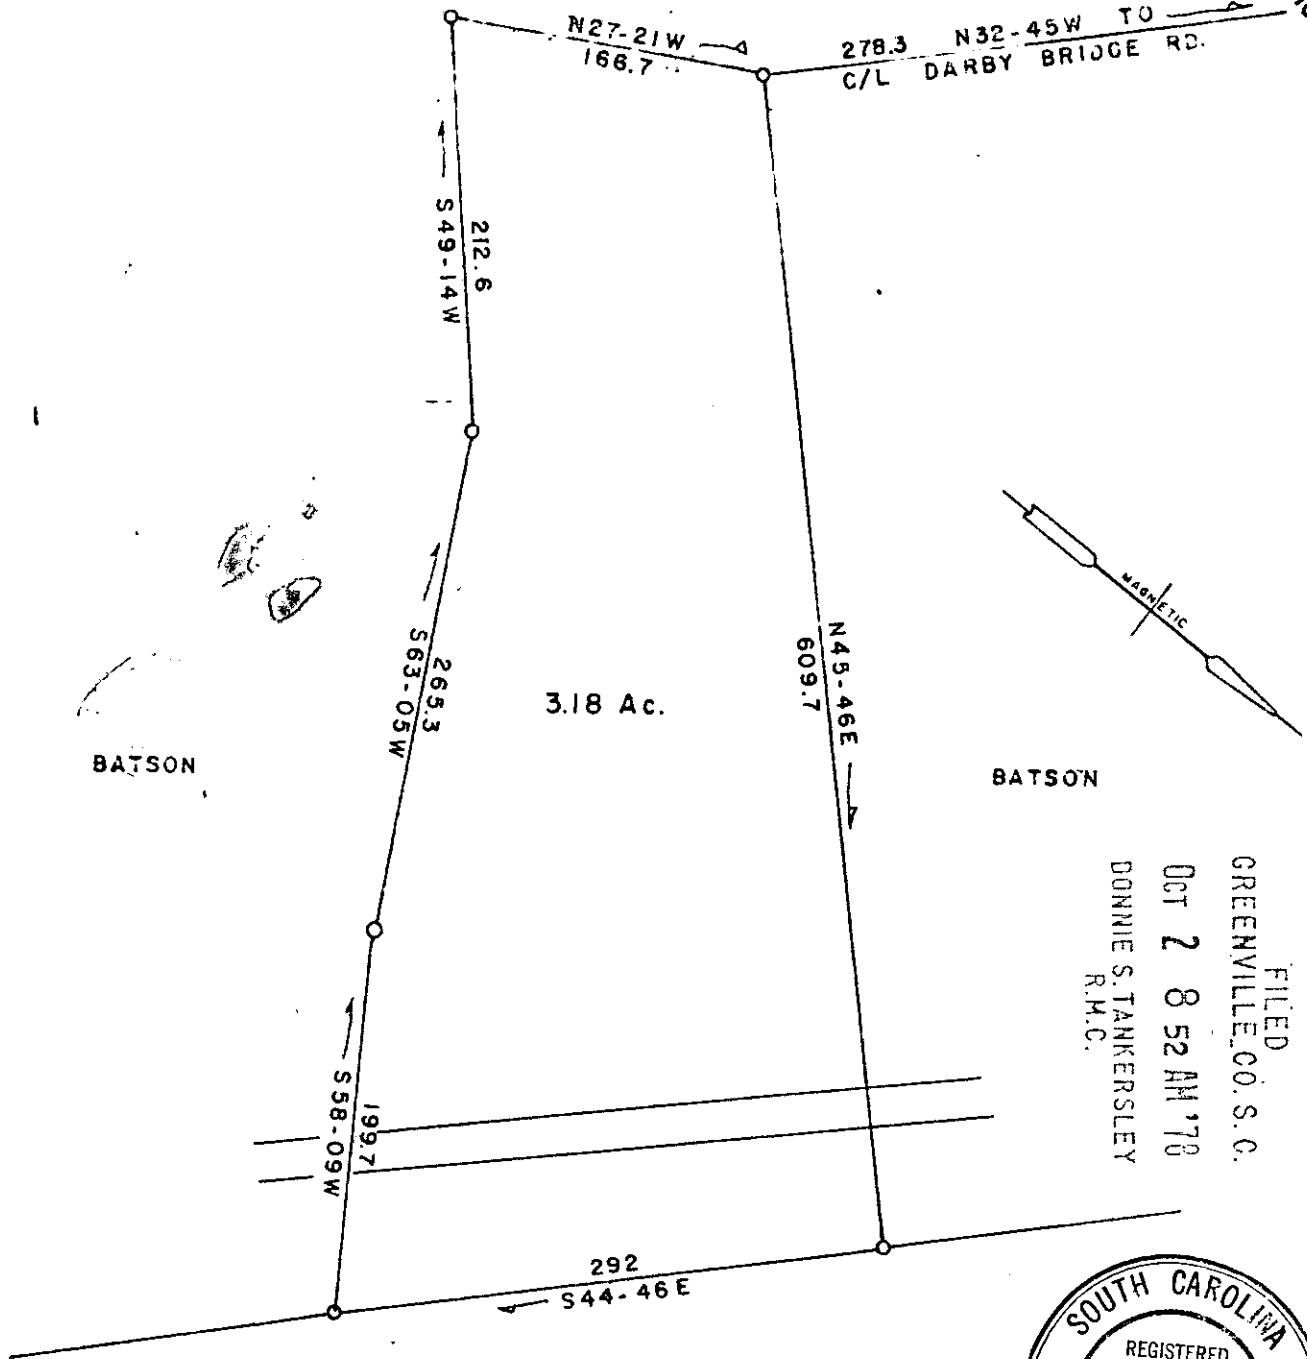 N27-21W
166.7
278.3 N32-45W TO
C/L DARBY BRIDGE RD.
212.6
S49-14W
265.3
S63-05W
3.18 Ac.
N45-46E
609.7
MAGNETIC
BATSON
BATSON
FILED
GREENVILLE CO. S. C.
OCT 2 8 52 AM '78
DONNIE S. TANKERSLEY
R.M.C.
199.7
S58-09W
292
S44-46E
SOUTH CAROLINA
REGISTERED